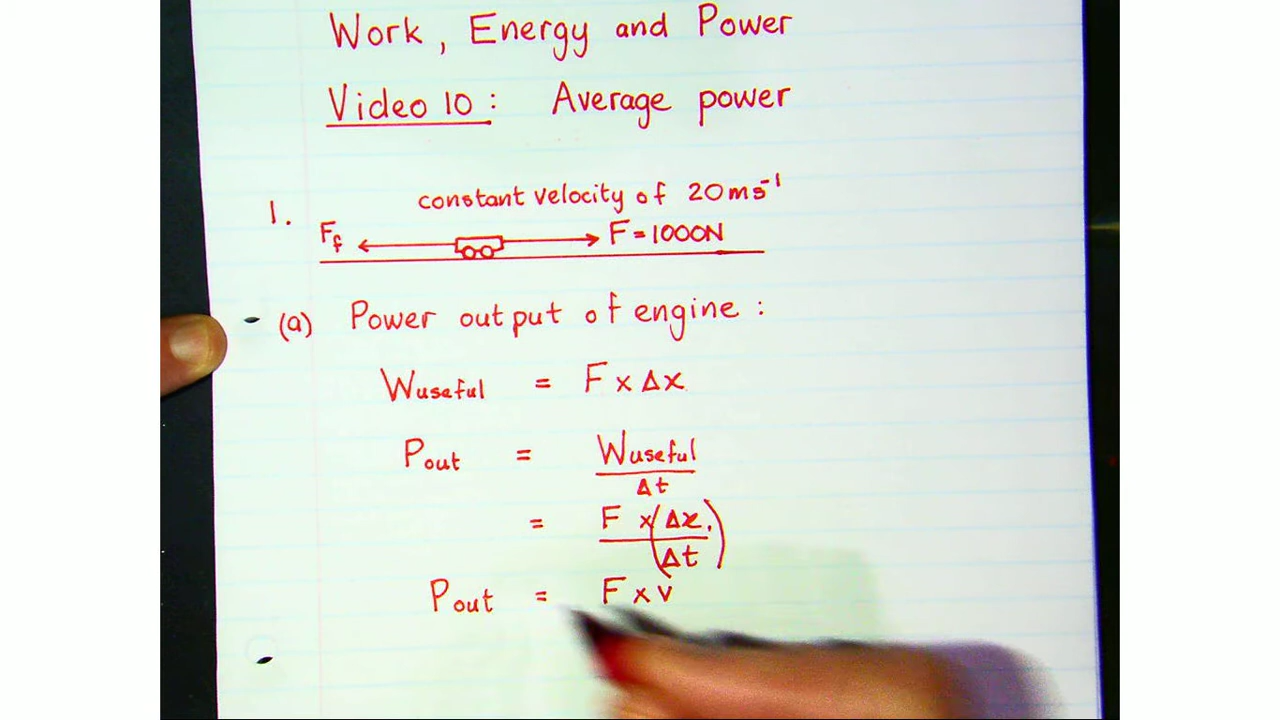 Work, Energy and Power
Video 10: Average power
1. constant velocity of 20ms⁻¹
F_f F=1000N
(a) Power output of engine:
Wuseful = F x Δx
Pout = Wuseful
Δt
= F x (Δx
Δt)
Pout = F x v